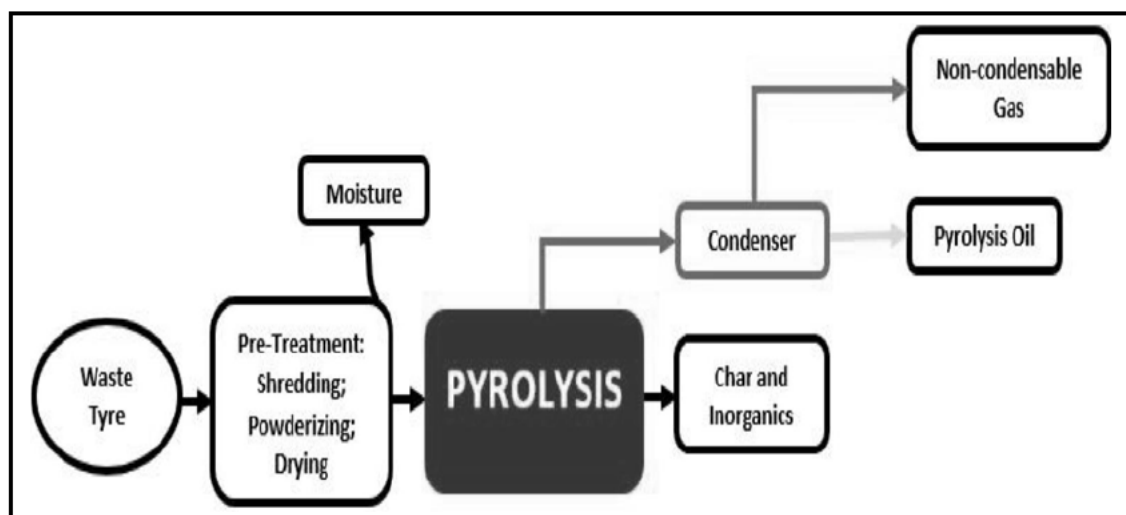 Non-condensable
Gas
Moisture
Condenser
Pyrolysis Oil
Waste
Tyre
Pre-Treatment:
Shredding;
Powderizing;
Drying
PYROLYSIS
Char and
Inorganics